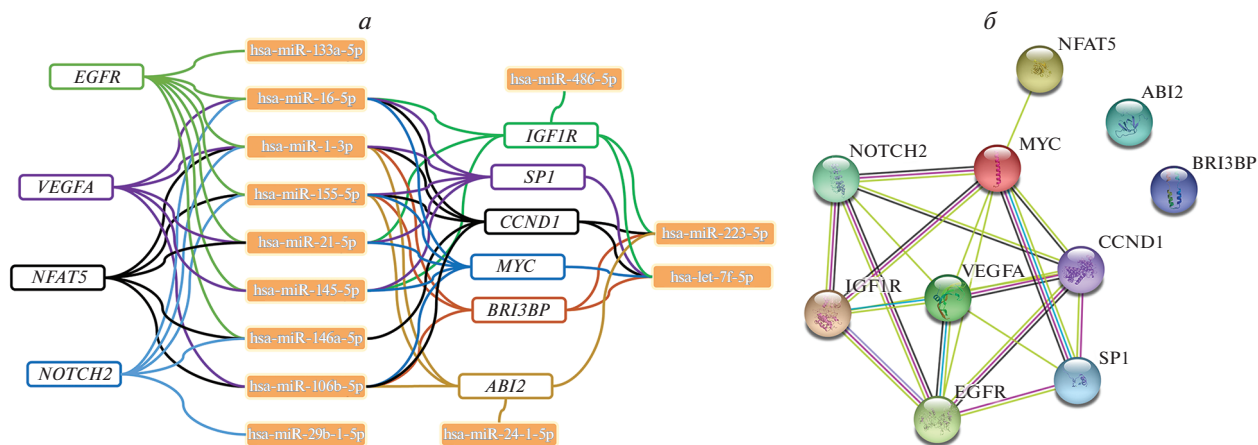 а
EGFR
VEGFA
NFAT5
NOTCH2
hsa-miR-133a-5p
hsa-miR-16-5p
hsa-miR-1-3p
hsa-miR-155-5p
hsa-miR-21-5p
hsa-miR-145-5p
hsa-miR-146a-5p
hsa-miR-106b-5p
hsa-miR-29b-1-5p
hsa-miR-486-5p
IGF1R
SP1
CCND1
MYC
BRI3BP
ABI2
hsa-miR-24-1-5p
hsa-miR-223-5p
hsa-let-7f-5p
б
NFAT5
ABI2
MYC
BRI3BP
NOTCH2
CCND1
VEGFA
IGF1R
SP1
EGFR